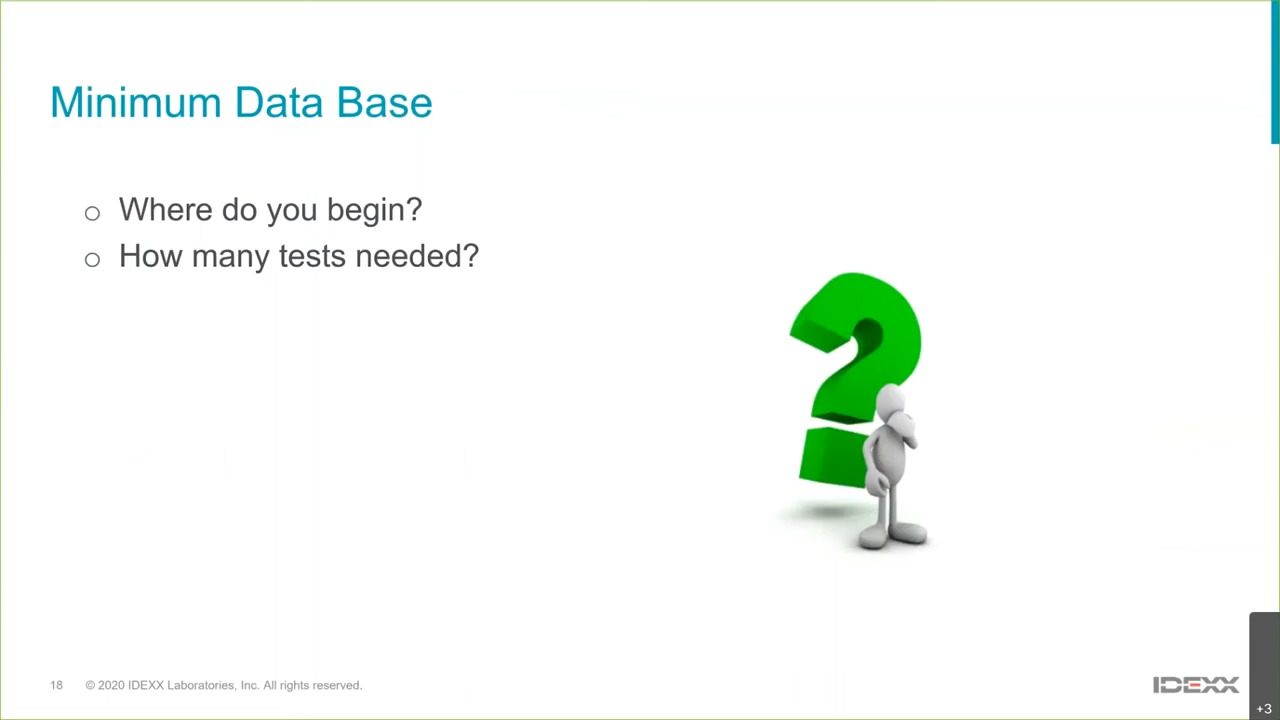 Minimum Data Base
o Where do you begin?
o How many tests needed?
18 © 2020 IDEXX Laboratories, Inc. All rights reserved.
IDEXX
+3